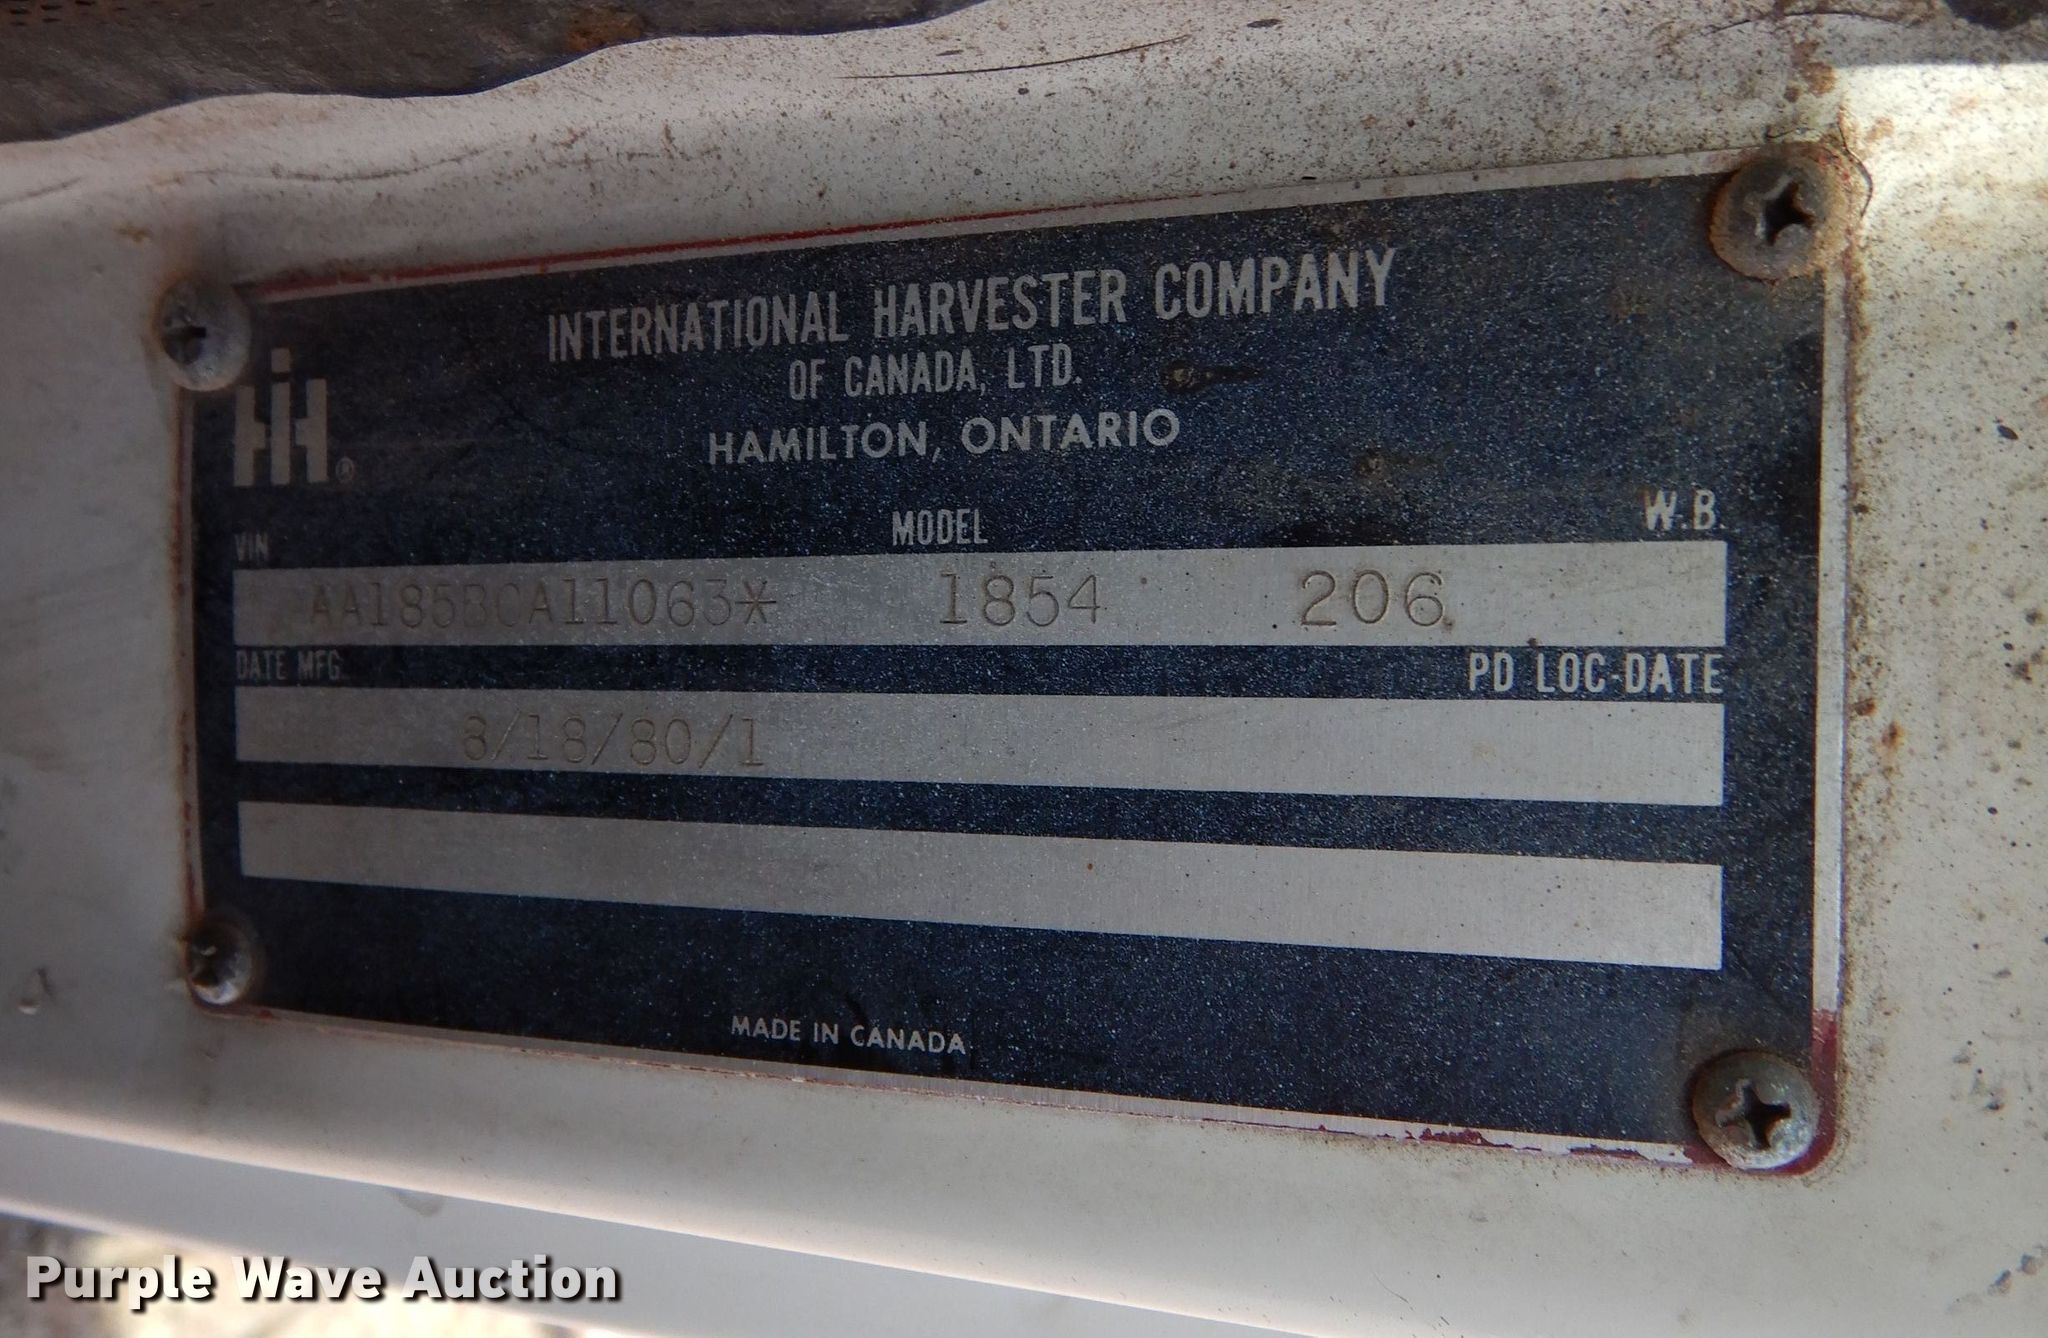 INTERNATIONAL HARVESTER COMPANY
OF CANADA, LTD.
HAMILTON, ONTARIO
IH ®
VIN MODEL W.B.
AA185BCA11063* 1854 206
DATE MFG. PD LOC-DATE
8/18/80/1
MADE IN CANADA
Purple Wave Auction